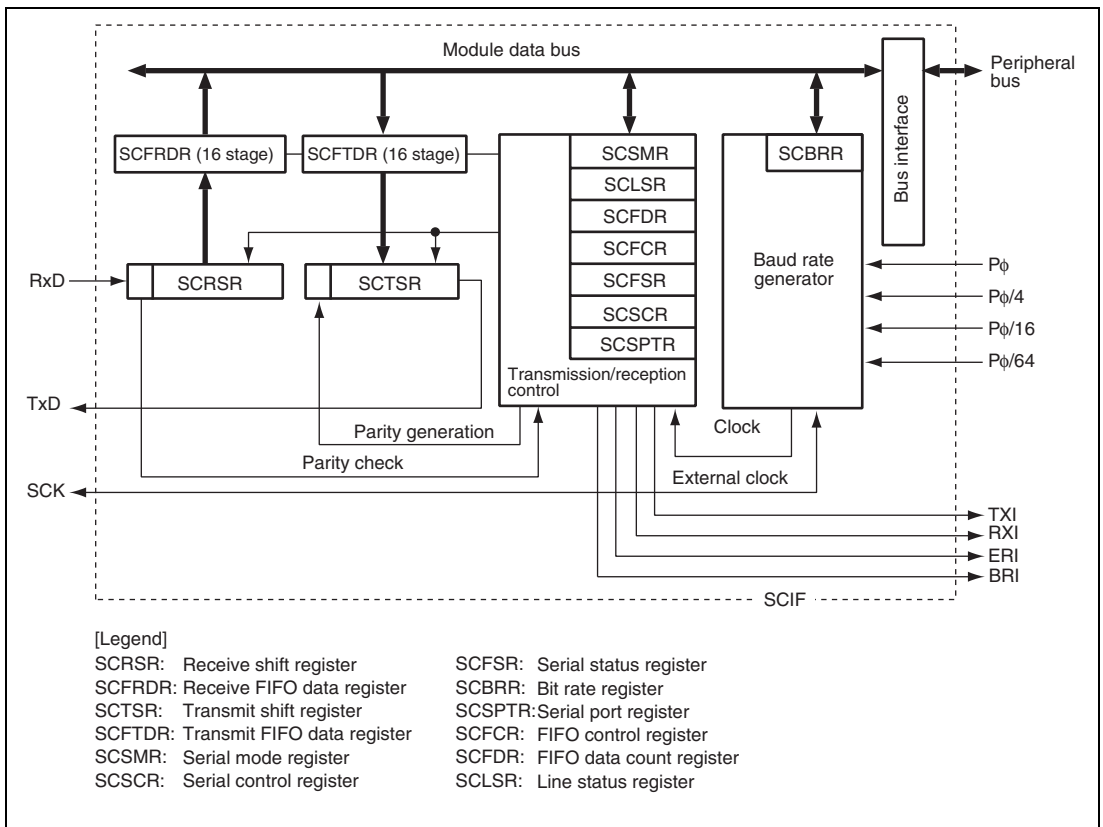 Module data bus
Peripheral
bus
Bus interface
SCFRDR (16 stage)
SCFTDR (16 stage)
SCSMR
SCLSR
SCFDR
SCFCR
SCFSR
SCSCR
SCSPTR
Transmission/reception
control
SCBRR
Baud rate
generator
RxD
SCRSR
SCTSR
Pφ
Pφ/4
Pφ/16
Pφ/64
TxD
Parity generation
Clock
Parity check
External clock
SCK
TXI
RXI
ERI
BRI
SCIF
[Legend]
SCRSR: Receive shift register
SCFRDR: Receive FIFO data register
SCTSR: Transmit shift register
SCFTDR: Transmit FIFO data register
SCSMR: Serial mode register
SCSCR: Serial control register
SCFSR: Serial status register
SCBRR: Bit rate register
SCSPTR:Serial port register
SCFCR: FIFO control register
SCFDR: FIFO data count register
SCLSR: Line status register